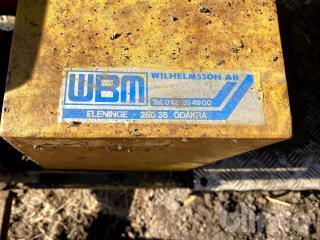 WBM
WILHELMSSON AB
Tel. 042-20 49 00
ELENINGE • 260 35 ÖDÅKRA